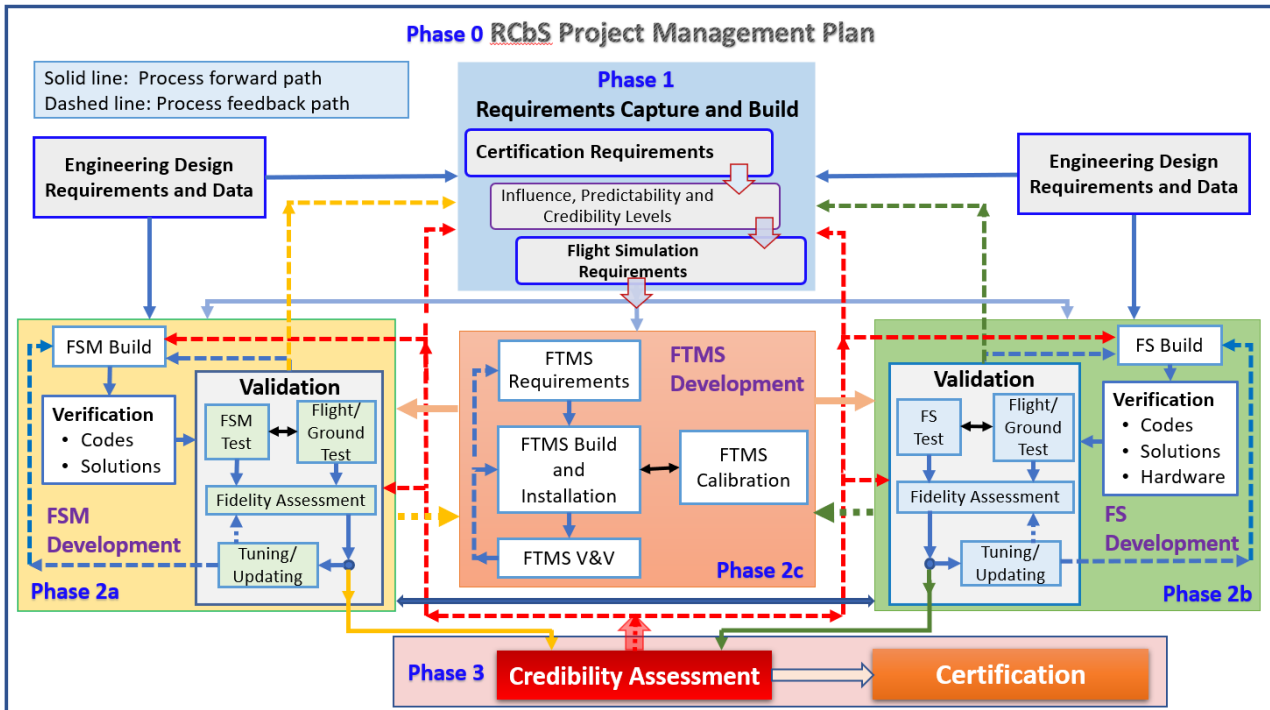 Phase 0 RCbS Project Management Plan
Solid line: Process forward path
Dashed line: Process feedback path
Phase 1
Requirements Capture and Build
Certification Requirements
Influence, Predictability and
Credibility Levels
Flight Simulation
Requirements
Engineering Design
Requirements and Data
Engineering Design
Requirements and Data
FSM Build
Verification
• Codes
• Solutions
Validation
FSM
Test
Flight/
Ground
Test
Fidelity Assessment
Tuning/
Updating
FSM
Development
Phase 2a
FTMS
Requirements
FTMS
Development
FTMS Build
and
Installation
FTMS
Calibration
FTMS V&V
Phase 2c
FS Build
Validation
FS
Test
Flight/
Ground
Test
Verification
• Codes
• Solutions
• Hardware
Fidelity Assessment
Tuning/
Updating
FS
Development
Phase 2b
Phase 3
Credibility Assessment
Certification